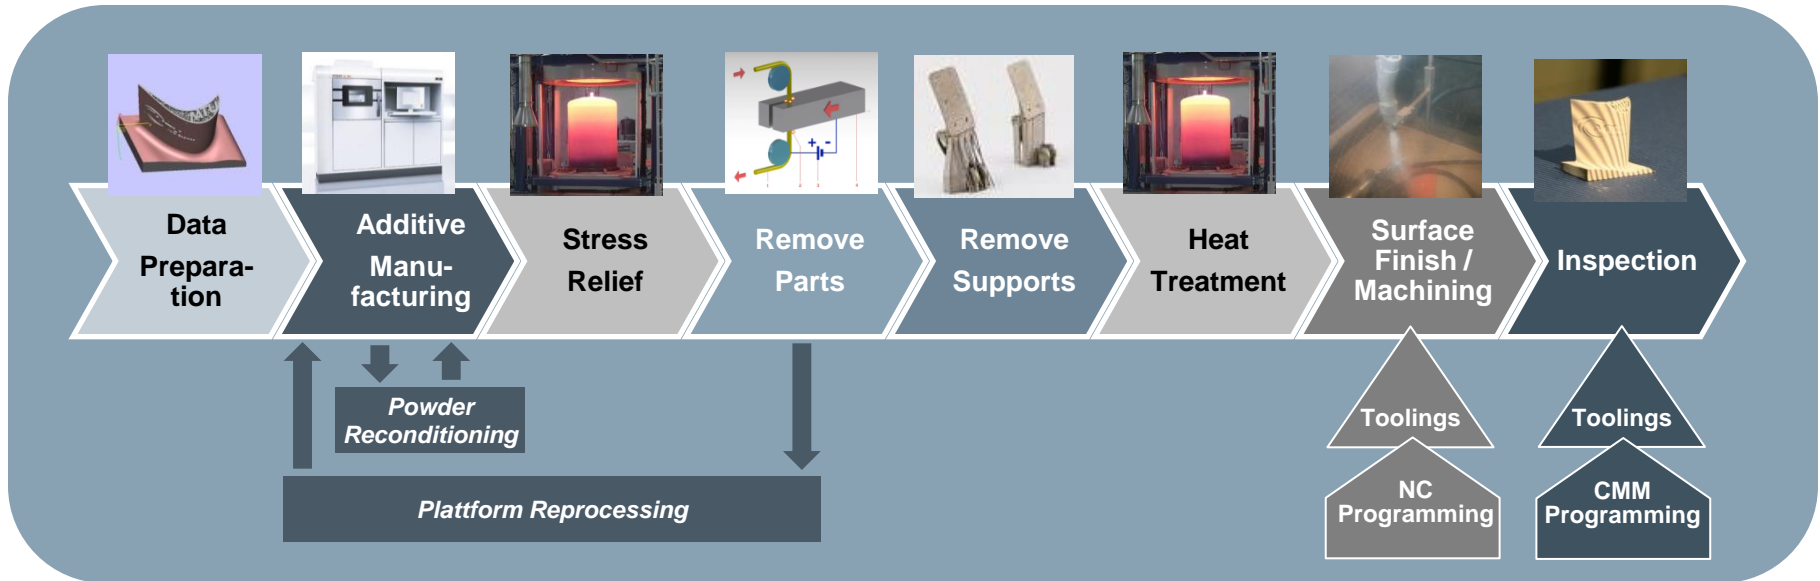 Data
Prepara-
tion
Additive
Manu-
facturing
Stress
Relief
Remove
Parts
Remove
Supports
Heat
Treatment
Surface
Finish /
Machining
Inspection
Powder
Reconditioning
Plattform Reprocessing
Toolings
NC
Programming
Toolings
CMM
Programming